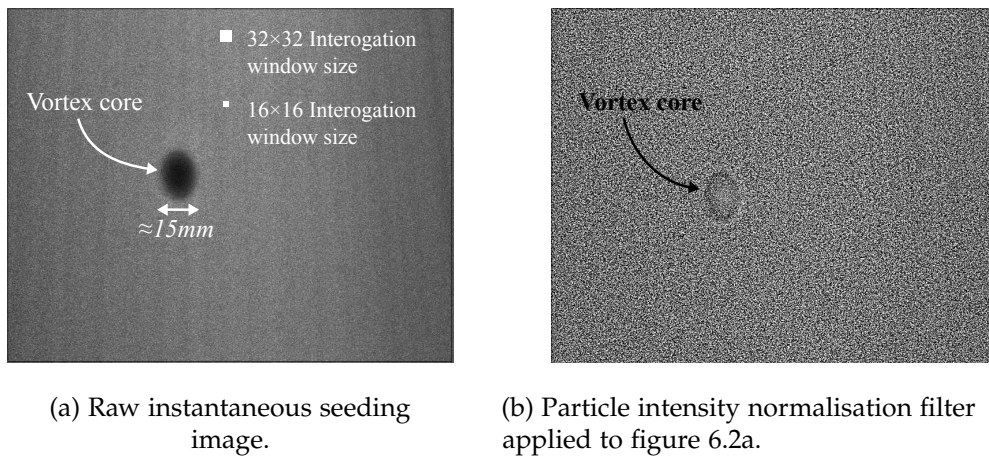 32×32 Interogation
window size
Vortex core
16×16 Interogation
window size
≈15mm
Vortex core
(a) Raw instantaneous seeding
image.
(b) Particle intensity normalisation filter
applied to figure 6.2a.